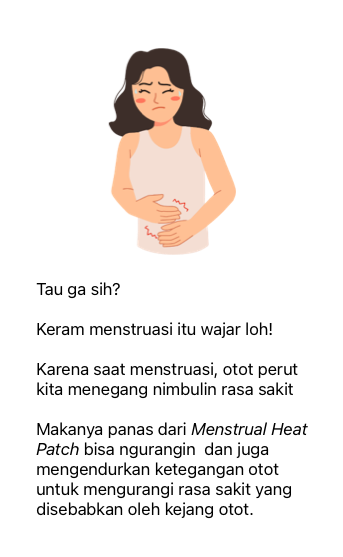 Tau ga sih?
Keram menstruasi itu wajar loh!
Karena saat menstruasi, otot perut
kita menegang nimbulin rasa sakit
Makanya panas dari Menstrual Heat
Patch bisa ngurangin  dan juga
mengendurkan ketegangan otot
untuk mengurangi rasa sakit yang
disebabkan oleh kejang otot.